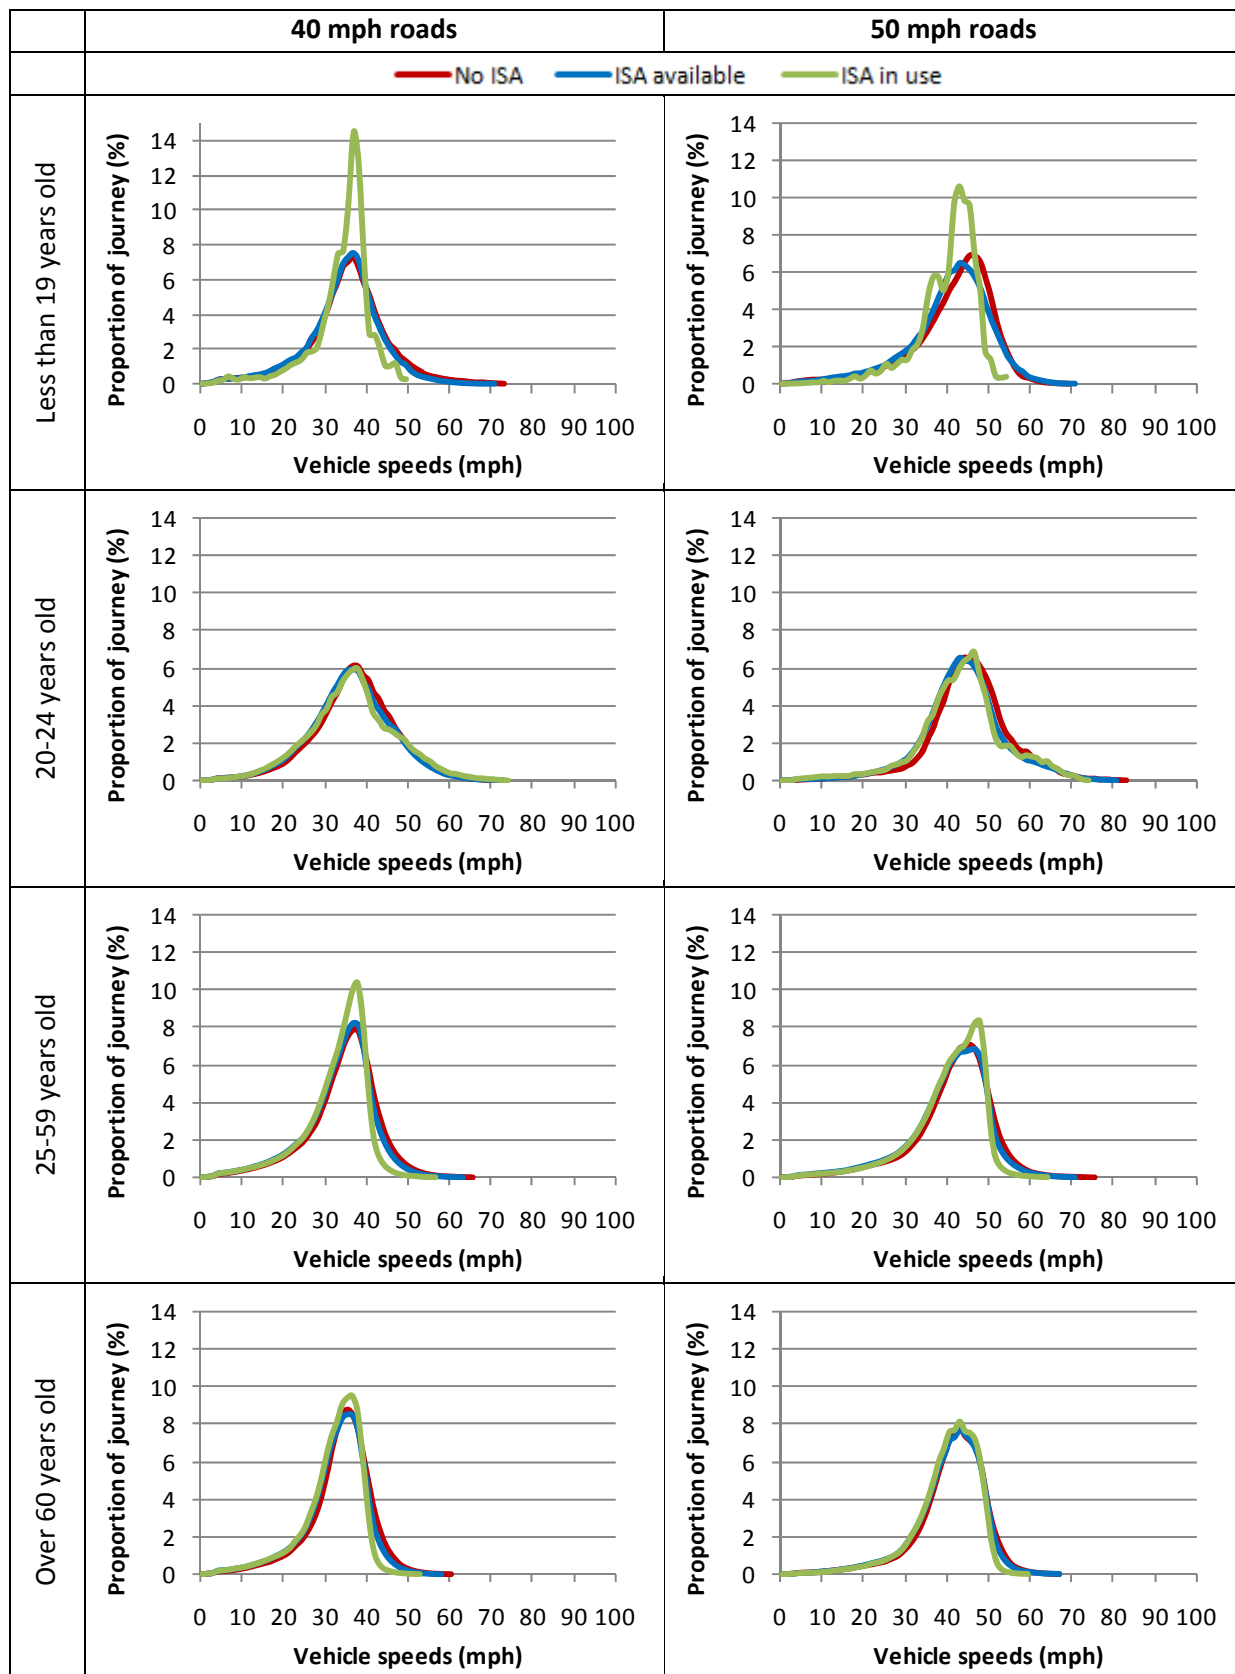 40 mph roads 50 mph roads
No ISA ISA available ISA in use
Less than 19 years old
Proportion of journey (%)
14
12
10
8
6
4
2
0
0 10 20 30 40 50 60 70 80 90 100
Vehicle speeds (mph)
Proportion of journey (%)
14
12
10
8
6
4
2
0
0 10 20 30 40 50 60 70 80 90 100
Vehicle speeds (mph)
20-24 years old
Proportion of journey (%)
14
12
10
8
6
4
2
0
0 10 20 30 40 50 60 70 80 90 100
Vehicle speeds (mph)
Proportion of journey (%)
14
12
10
8
6
4
2
0
0 10 20 30 40 50 60 70 80 90 100
Vehicle speeds (mph)
25-59 years old
Proportion of journey (%)
14
12
10
8
6
4
2
0
0 10 20 30 40 50 60 70 80 90 100
Vehicle speeds (mph)
Proportion of journey (%)
14
12
10
8
6
4
2
0
0 10 20 30 40 50 60 70 80 90 100
Vehicle speeds (mph)
Over 60 years old
Proportion of journey (%)
14
12
10
8
6
4
2
0
0 10 20 30 40 50 60 70 80 90 100
Vehicle speeds (mph)
Proportion of journey (%)
14
12
10
8
6
4
2
0
0 10 20 30 40 50 60 70 80 90 100
Vehicle speeds (mph)